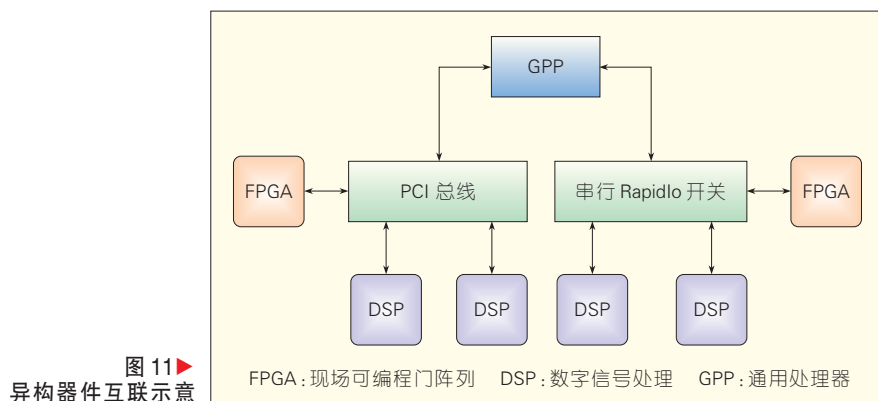 GPP
FPGA
PCI 总线
串行 RapidIo 开关
FPGA
DSP
DSP
DSP
DSP
图 11▶
异构器件互联示意
FPGA:现场可编程门阵列 DSP:数字信号处理 GPP:通用处理器